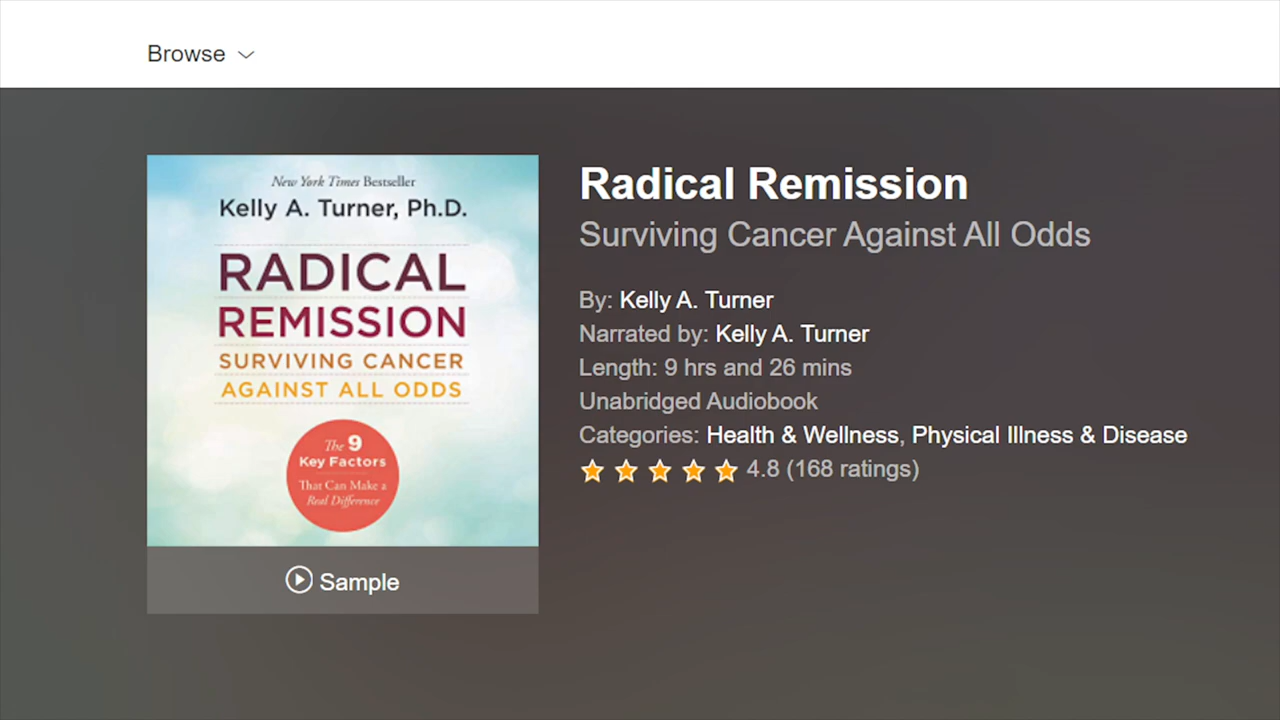 Browse
New York Times Bestseller
Kelly A. Turner, Ph.D.
RADICAL
REMISSION
SURVIVING CANCER
AGAINST ALL ODDS
The 9
Key Factors
That Can Make a
Real Difference
Sample
Radical Remission
Surviving Cancer Against All Odds
By: Kelly A. Turner
Narrated by: Kelly A. Turner
Length: 9 hrs and 26 mins
Unabridged Audiobook
Categories: Health & Wellness, Physical Illness & Disease
4.8 (168 ratings)